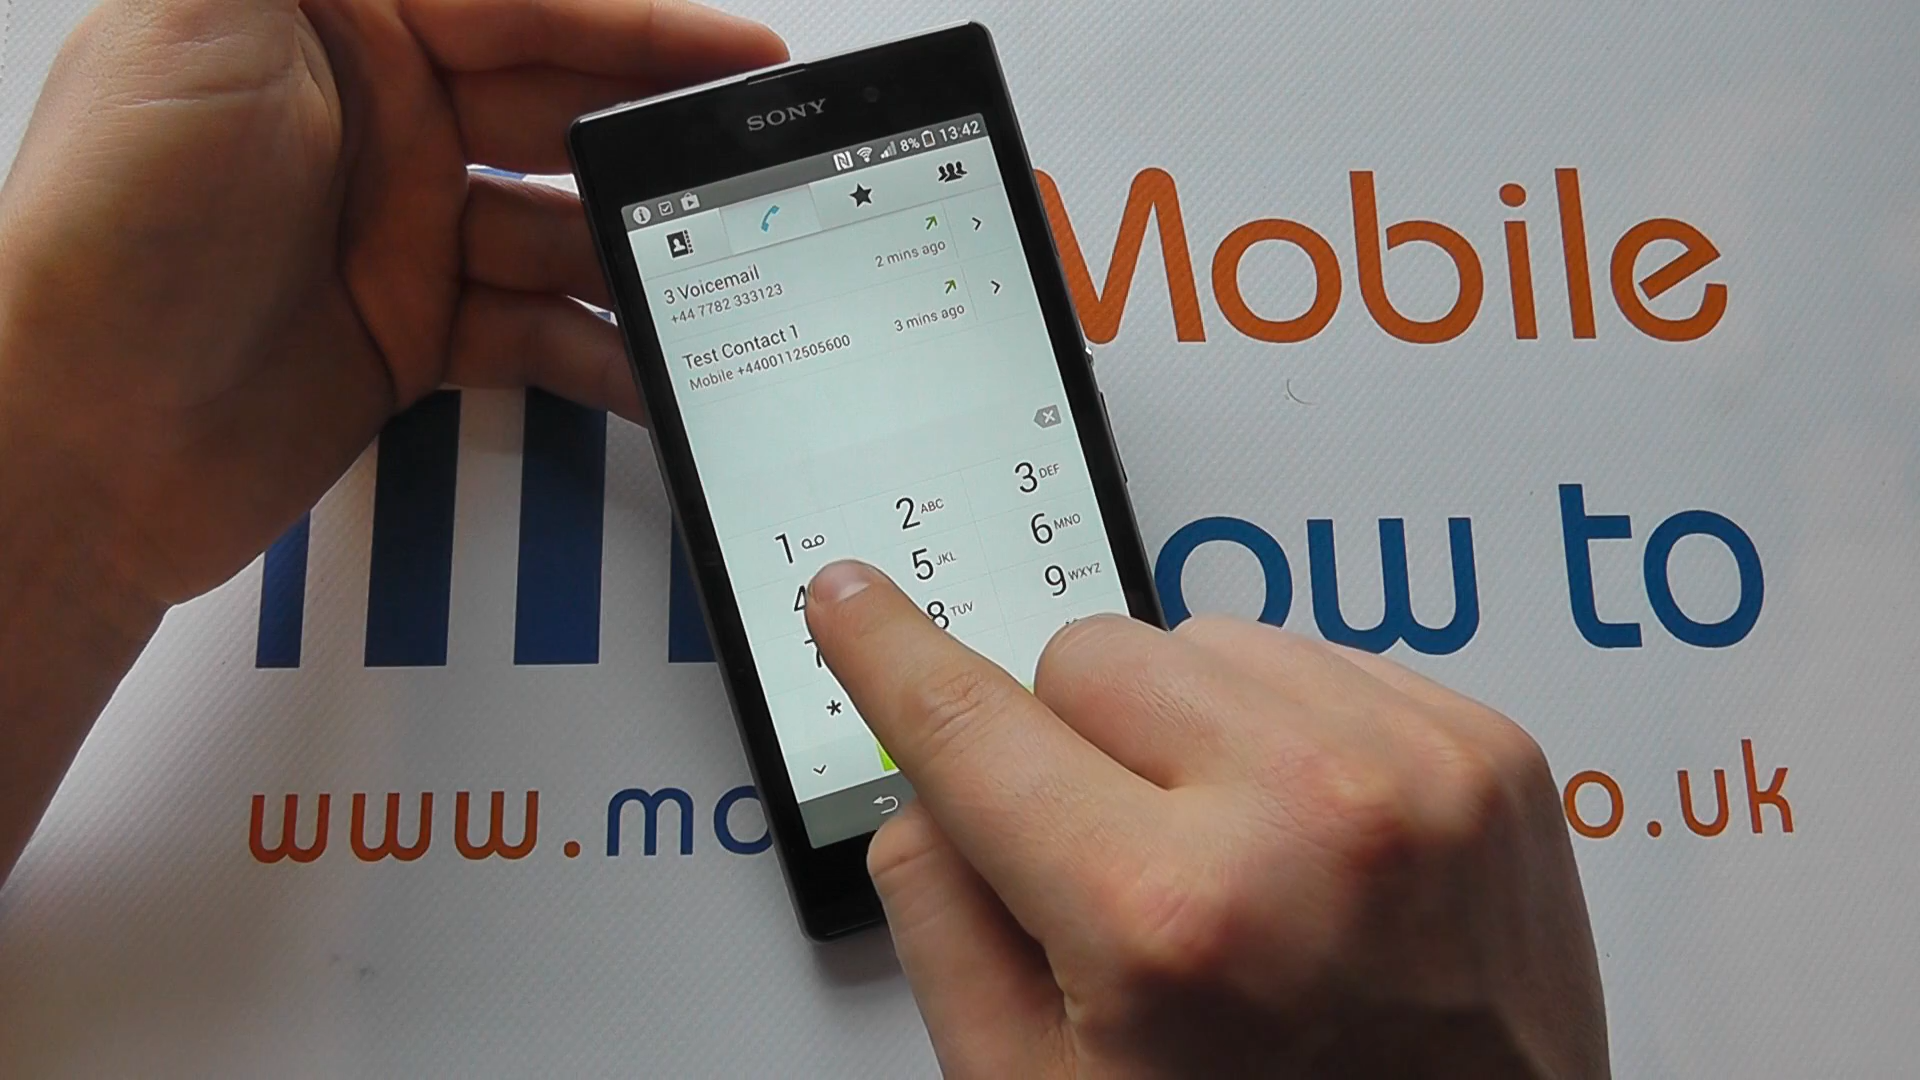 SONY
8% 13:42
3 Voicemail
+44 7782 333123
2 mins ago
Test Contact 1
Mobile +4400112505600
3 mins ago
1
2 ABC
3 DEF
4
5 JKL
6 MNO
7
8 TUV
9 WXYZ
*
Mobile
ow to
www.mo
o.uk